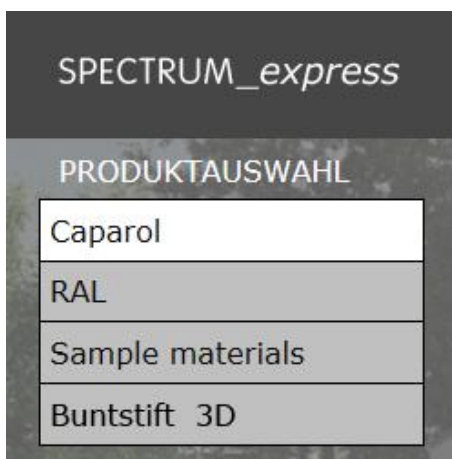 SPECTRUM_express
PRODUKTAUSWAHL
Caparol
RAL
Sample materials
Buntstift 3D